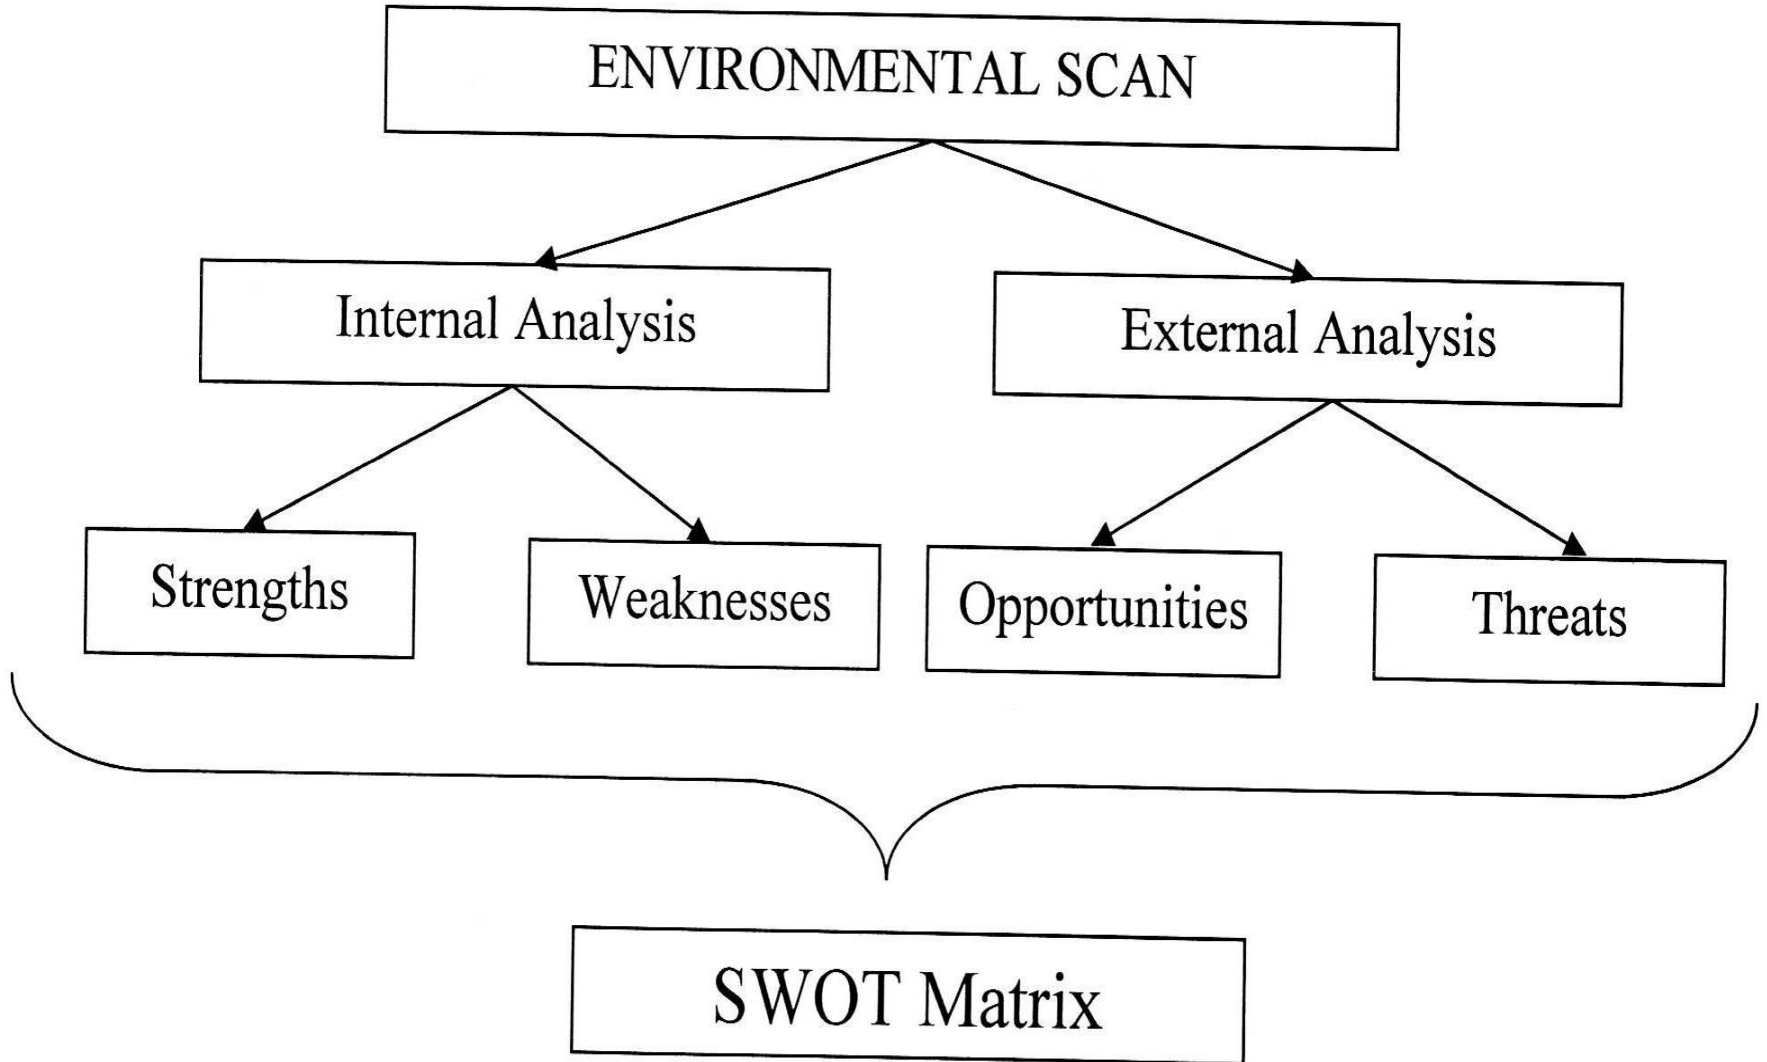 ENVIRONMENTAL SCAN
Internal Analysis
External Analysis
Strengths
Weaknesses
Opportunities
Threats
SWOT Matrix